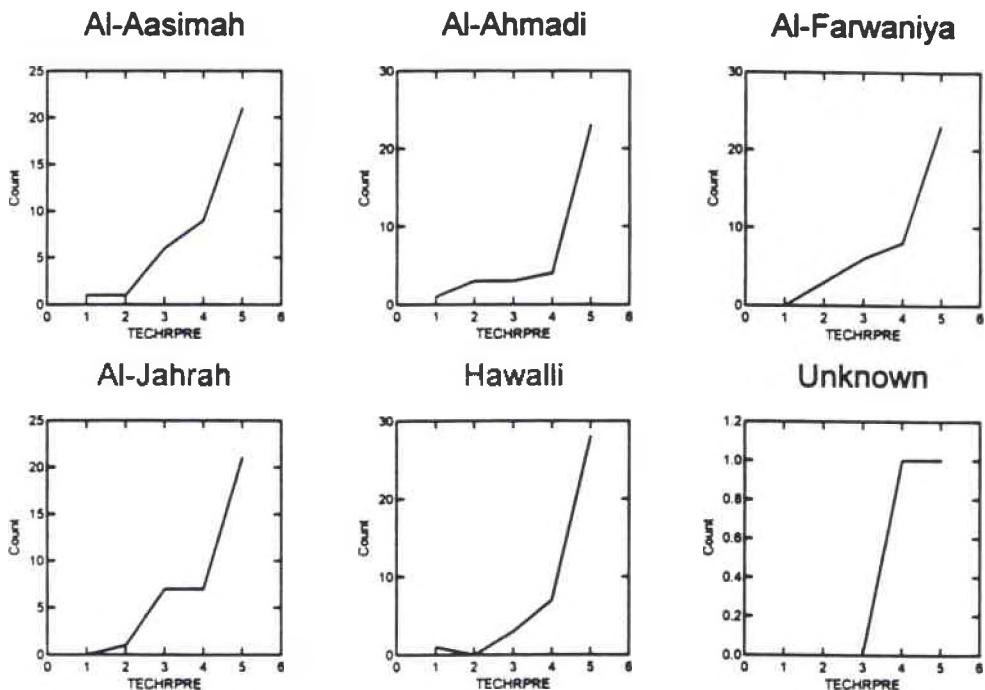 Al-Aasimah
25
20
15
10
5
0
Count
0 1 2 3 4 5 6
TECHRPRE
Al-Ahmadi
30
20
10
0
Count
0 1 2 3 4 5 6
TECHRPRE
Al-Farwaniya
30
20
10
0
Count
0 1 2 3 4 5 6
TECHRPRE
Al-Jahrah
25
20
15
10
5
0
Count
0 1 2 3 4 5 6
TECHRPRE
Hawalli
30
20
10
0
Count
0 1 2 3 4 5 6
TECHRPRE
Unknown
1.2
1.0
0.8
0.6
0.4
0.2
0.0
Count
0 1 2 3 4 5 6
TECHRPRE